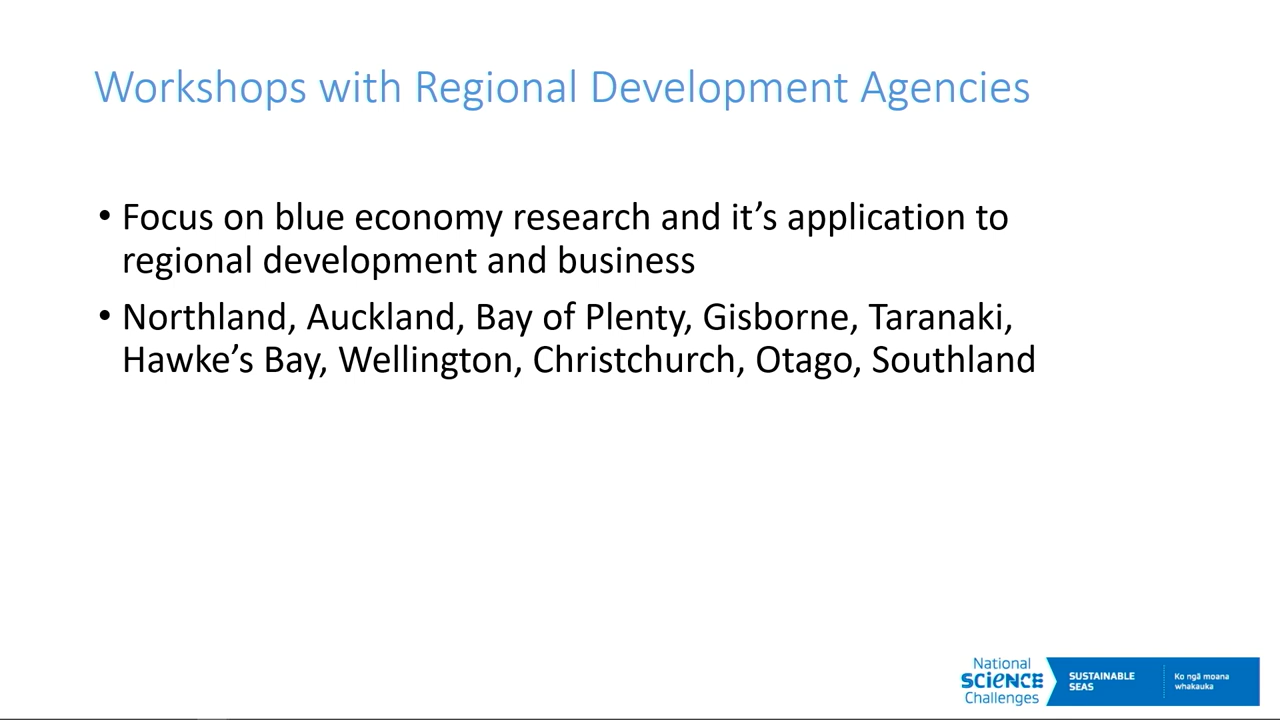 Workshops with Regional Development Agencies
• Focus on blue economy research and it’s application to
regional development and business
• Northland, Auckland, Bay of Plenty, Gisborne, Taranaki,
Hawke’s Bay, Wellington, Christchurch, Otago, Southland
National
SCIENCE
Challenges
SUSTAINABLE
SEAS
Ko ngā moana
whakauka